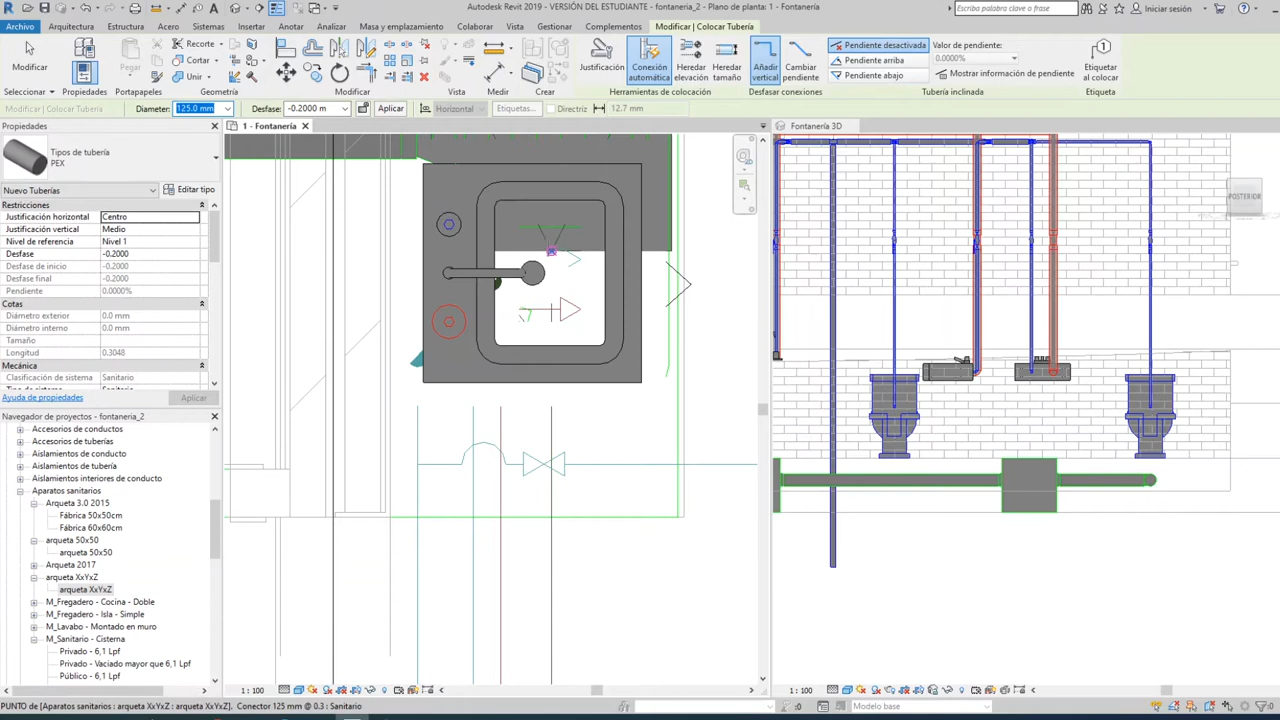 Autodesk Revit 2019 - VERSIÓN DEL ESTUDIANTE - fontaneria_2 - Plano de planta: 1 - Fontanería
Escriba palabra clave o frase
Iniciar sesión
Archivo Arquitectura Estructura Acero Sistemas Insertar Anotar Analizar Masa y emplazamiento Colaborar Vista Gestionar Complementos Modificar | Colocar Tubería
Recorte
Cortar
Unir
Modificar Justificación Conexión automática Heredar elevación Heredar tamaño Añadir vertical Cambiar pendiente
Pendiente desactivada
Pendiente arriba
Pendiente abajo
Valor de pendiente:
0.0000%
Mostrar información de pendiente
Etiquetar al colocar
Seleccionar Propiedades Portapapeles Geometría Modificar Vista Medir Crear Herramientas de colocación Desfasar conexiones Tubería inclinada Etiqueta
Modificar | Colocar Tubería Diámetro: 125.0 mm Desfase: -0.2000 m Aplicar Horizontal Etiquetas... Directriz 12.7 mm
Propiedades
Tipos de tubería
PEX
Nuevo Tuberías
Editar tipo
Restricciones
Justificación horizontal Centro
Justificación vertical Medio
Nivel de referencia Nivel 1
Desfase -0.2000
Desfase de inicio -0.2000
Desfase final -0.2000
Pendiente 0.0000%
Cotas
Diámetro exterior 0.0 mm
Diámetro interno 0.0 mm
Tamaño
Longitud 0.3048
Mecánica
Clasificación de sistema Sanitario
Ayuda de propiedades
Aplicar
Navegador de proyectos - fontaneria_2
Accesorios de conductos
Accesorios de tuberías
Aislamientos de conducto
Aislamientos de tubería
Aislamientos interiores de conducto
Aparatos sanitarios
Arqueta 3.0 2015
Fábrica 50x50cm
Fábrica 60x60cm
arqueta 50x50
arqueta 50x50
Arqueta 2017
arqueta XxYxZ
arqueta XxYxZ
M_Fregadero - Cocina - Doble
M_Fregadero - Isla - Simple
M_Lavabo - Montado en muro
M_Sanitario - Cisterna
Privado - 6,1 Lpf
Privado - Vaciado mayor que 6,1 Lpf
Público - 6,1 Lpf
1 - Fontanería
Fontanería 3D
POSTERIOR
1 : 100
1 : 100
PUNTO de [Aparatos sanitarios : arqueta XxYxZ : arqueta XxYxZ]. Conector 125 mm @ 0.3 : Sanitario
:0
Modelo base
:0